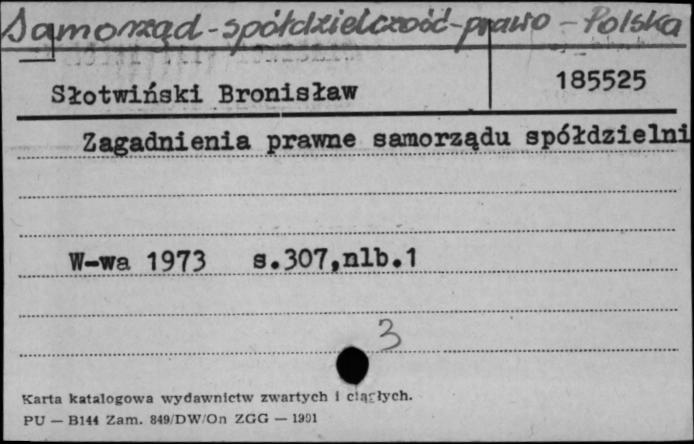 Samorząd - spółdzielczość - prawo - Polska
Słotwiński Bronisław 185525
Zagadnienia prawne samorządu spółdzielni
W-wa 1973 s.307,nlb.1
3
Karta katalogowa wydawnictw zwartych i ciągłych.
PU — B144 Zam. 849/DW/On ZGG — 1991